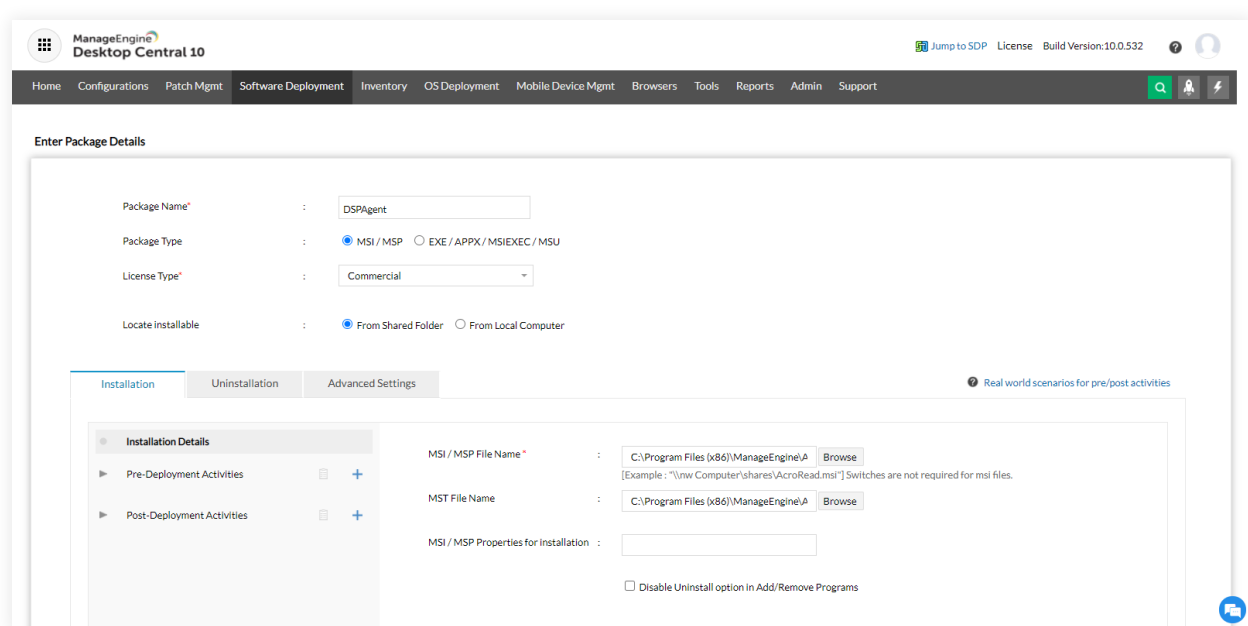 ManageEngine
Desktop Central 10
Jump to SDP License Build Version:10.0.532
Home Configurations Patch Mgmt Software Deployment Inventory OS Deployment Mobile Device Mgmt Browsers Tools Reports Admin Support
Enter Package Details
Package Name* : DSPAgent
Package Type : MSI / MSP EXE / APPX / MSIEXEC / MSU
License Type* : Commercial
Locate installable : From Shared Folder From Local Computer
Installation Uninstallation Advanced Settings Real world scenarios for pre/post activities
Installation Details
Pre-Deployment Activities
Post-Deployment Activities
MSI / MSP File Name * : C:\Program Files (x86)\ManageEngine\A Browse
[Example : "\\nw Computer\shares\AcroRead.msi"] Switches are not required for msi files.
MST File Name : C:\Program Files (x86)\ManageEngine\A Browse
MSI / MSP Properties for installation :
Disable Uninstall option in Add/Remove Programs